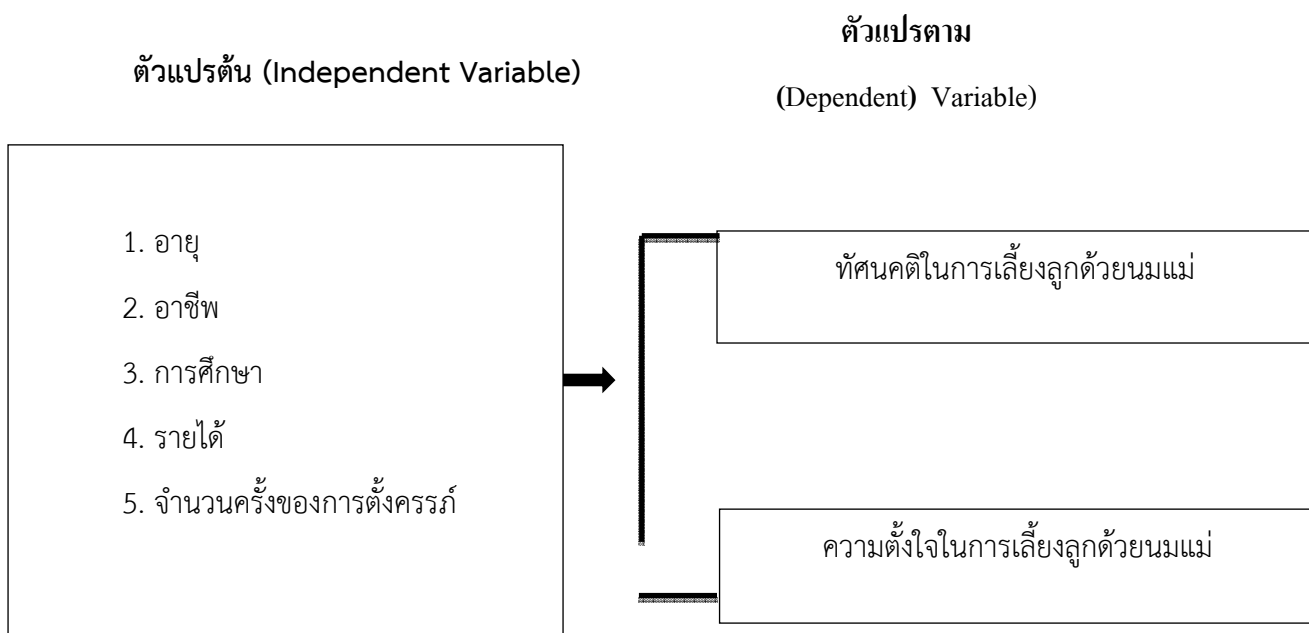 ตัวแปรต้น (Independent Variable)
1. อายุ
2. อาชีพ
3. การศึกษา
4. รายได้
5. จำนวนครั้งของการตั้งครรภ์
ตัวแปรตาม
(Dependent) Variable)
ทัศนคติในการเลี้ยงลูกด้วยนมแม่
ความตั้งใจในการเลี้ยงลูกด้วยนมแม่